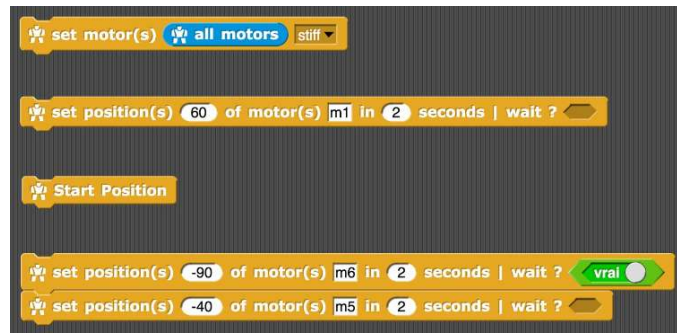 set motor(s) all motors stiff
set position(s) 60 of motor(s) m1 in 2 seconds | wait ?
Start Position
set position(s) -90 of motor(s) m6 in 2 seconds | wait ? vrai
set position(s) -40 of motor(s) m5 in 2 seconds | wait ?